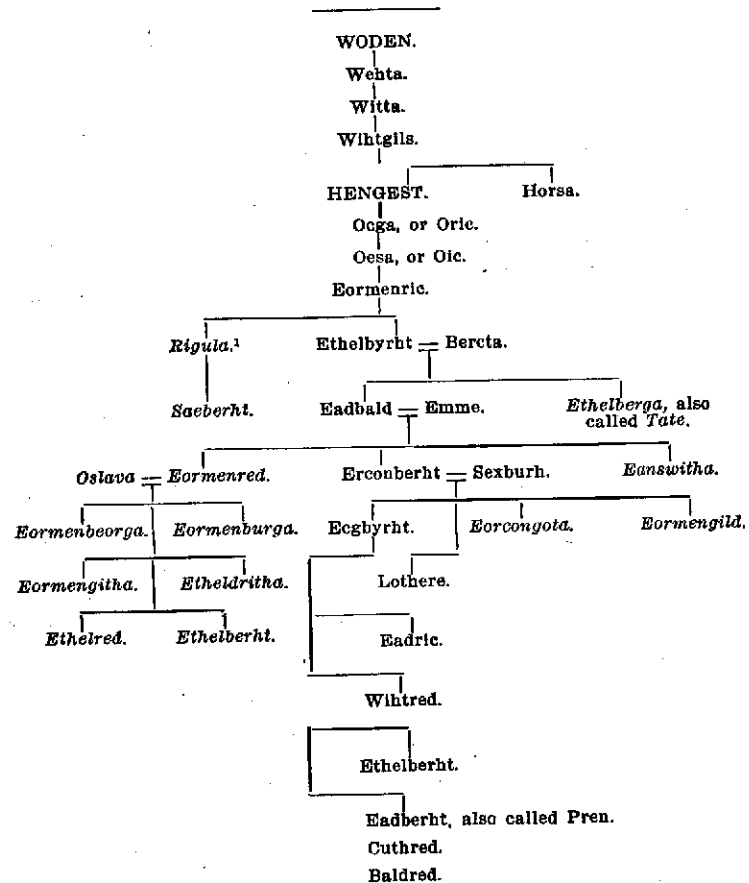 WODEN.
Wehta.
Witta.
Wihtgils.
HENGEST. Horsa.
Ocga, or Oric.
Oesa, or Oic.
Eormenric.
Rigula.¹ Ethelbyrht = Bercta.
Saeberht. Eadbald = Emme. Ethelberga, also
called Tate.
Oslava = Eormenred. Erconberht = Sexburh. Eanswitha.
Eormenbeorga. Eormenburga. Ecgbyrht. Eorcongota. Eormengild.
Eormengitha. Etheldritha. Lothere.
Ethelred. Ethelberht. Eadric.
Wihtred.
Ethelberht.
Eadberht, also called Pren.
Cuthred.
Baldred.